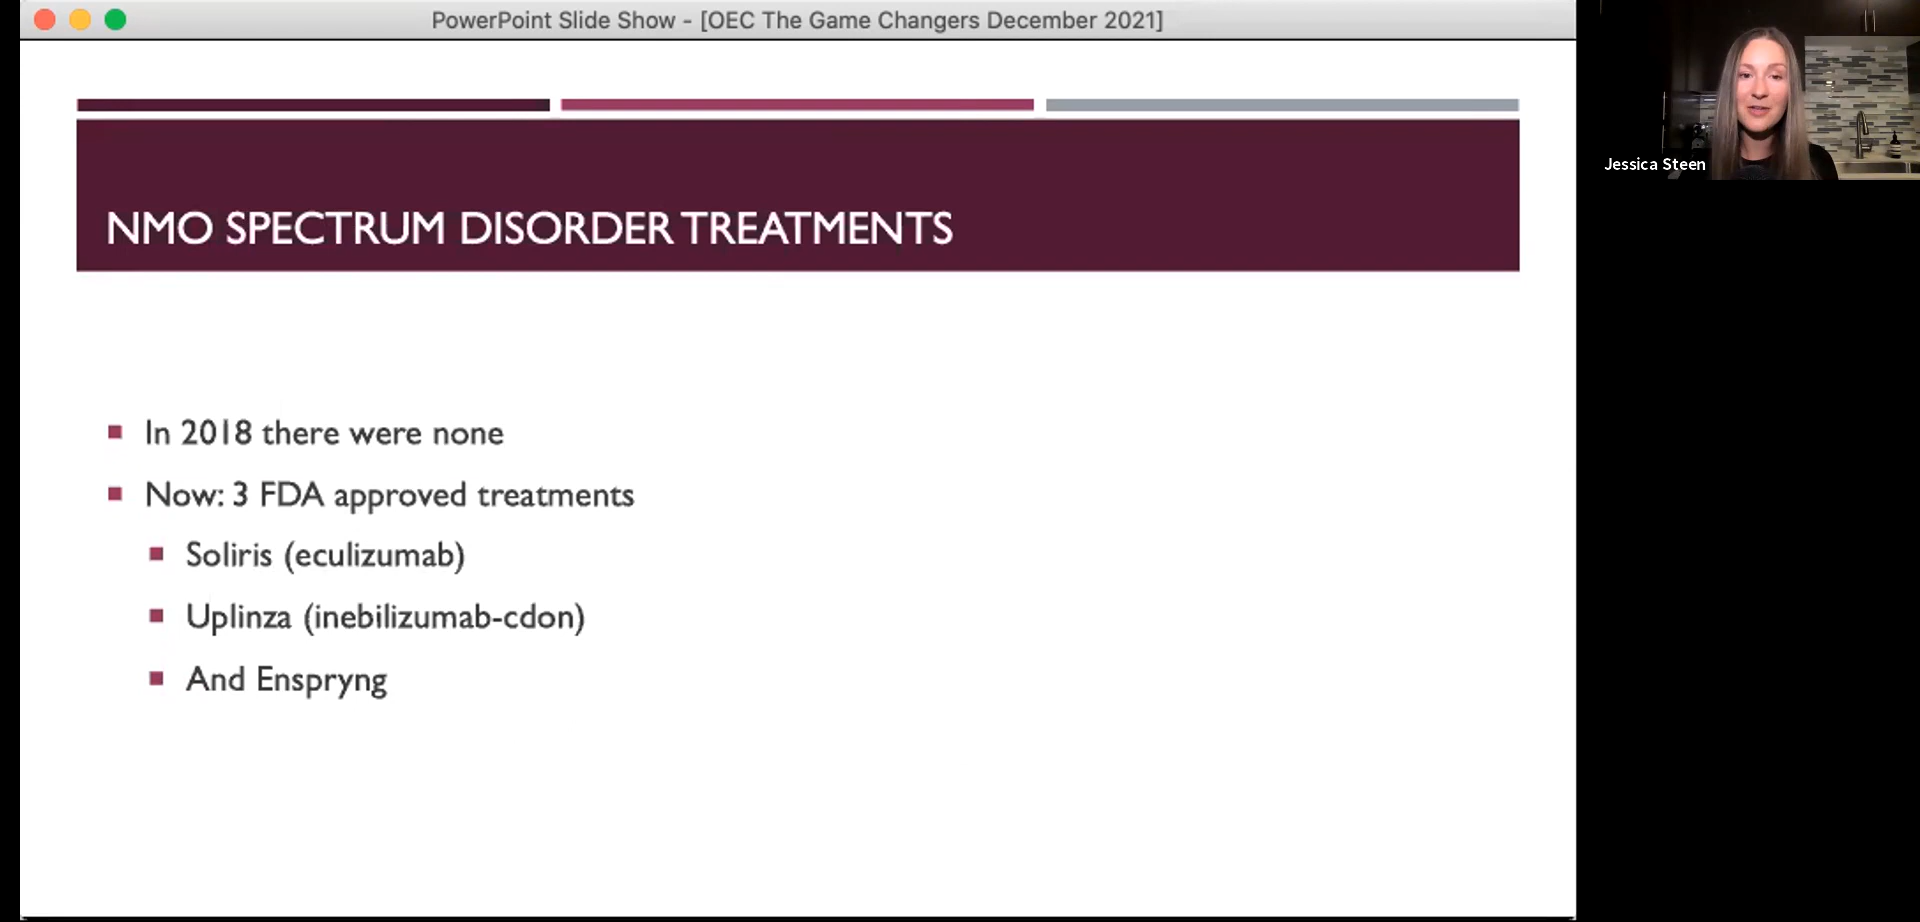 PowerPoint Slide Show - [OEC The Game Changers December 2021]
NMO SPECTRUM DISORDER TREATMENTS
In 2018 there were none
Now: 3 FDA approved treatments
Soliris (eculizumab)
Uplinza (inebilizumab-cdon)
And Enspryng
Jessica Steen